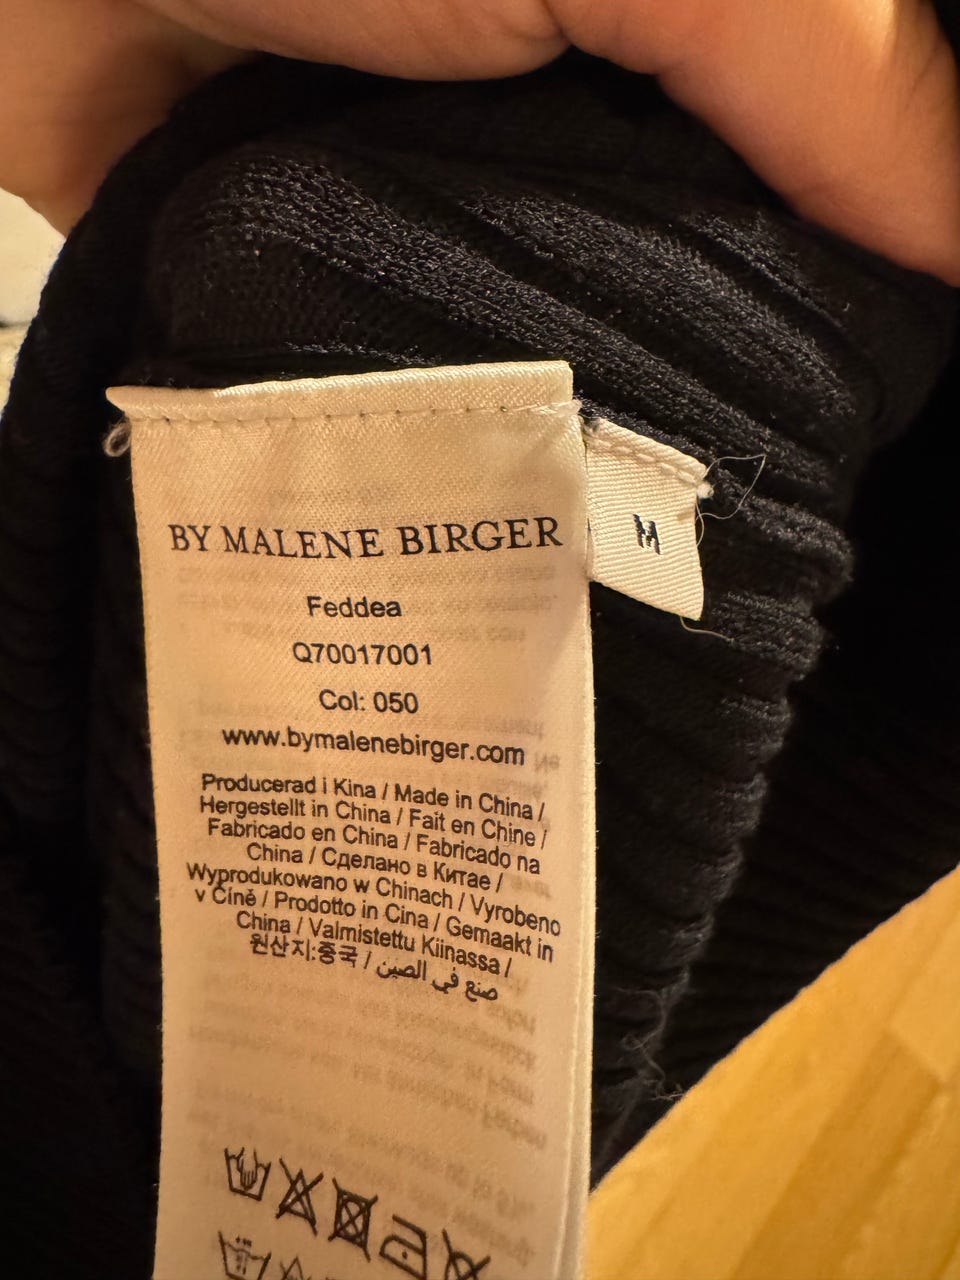 BY MALENE BIRGER
M
Feddea
Q70017001
Col: 050
www.bymalenebirger.com
Producerad i Kina / Made in China /
Hergestellt in China / Fait en Chine /
Fabricado en China / Fabricado na
China / Сделано в Китае /
Wyprodukowano w Chinach / Vyrobeno
v Číně / Prodotto in Cina / Gemaakt in
China / Valmistettu Kiinassa /
원산지:중국 / صنع في الصين